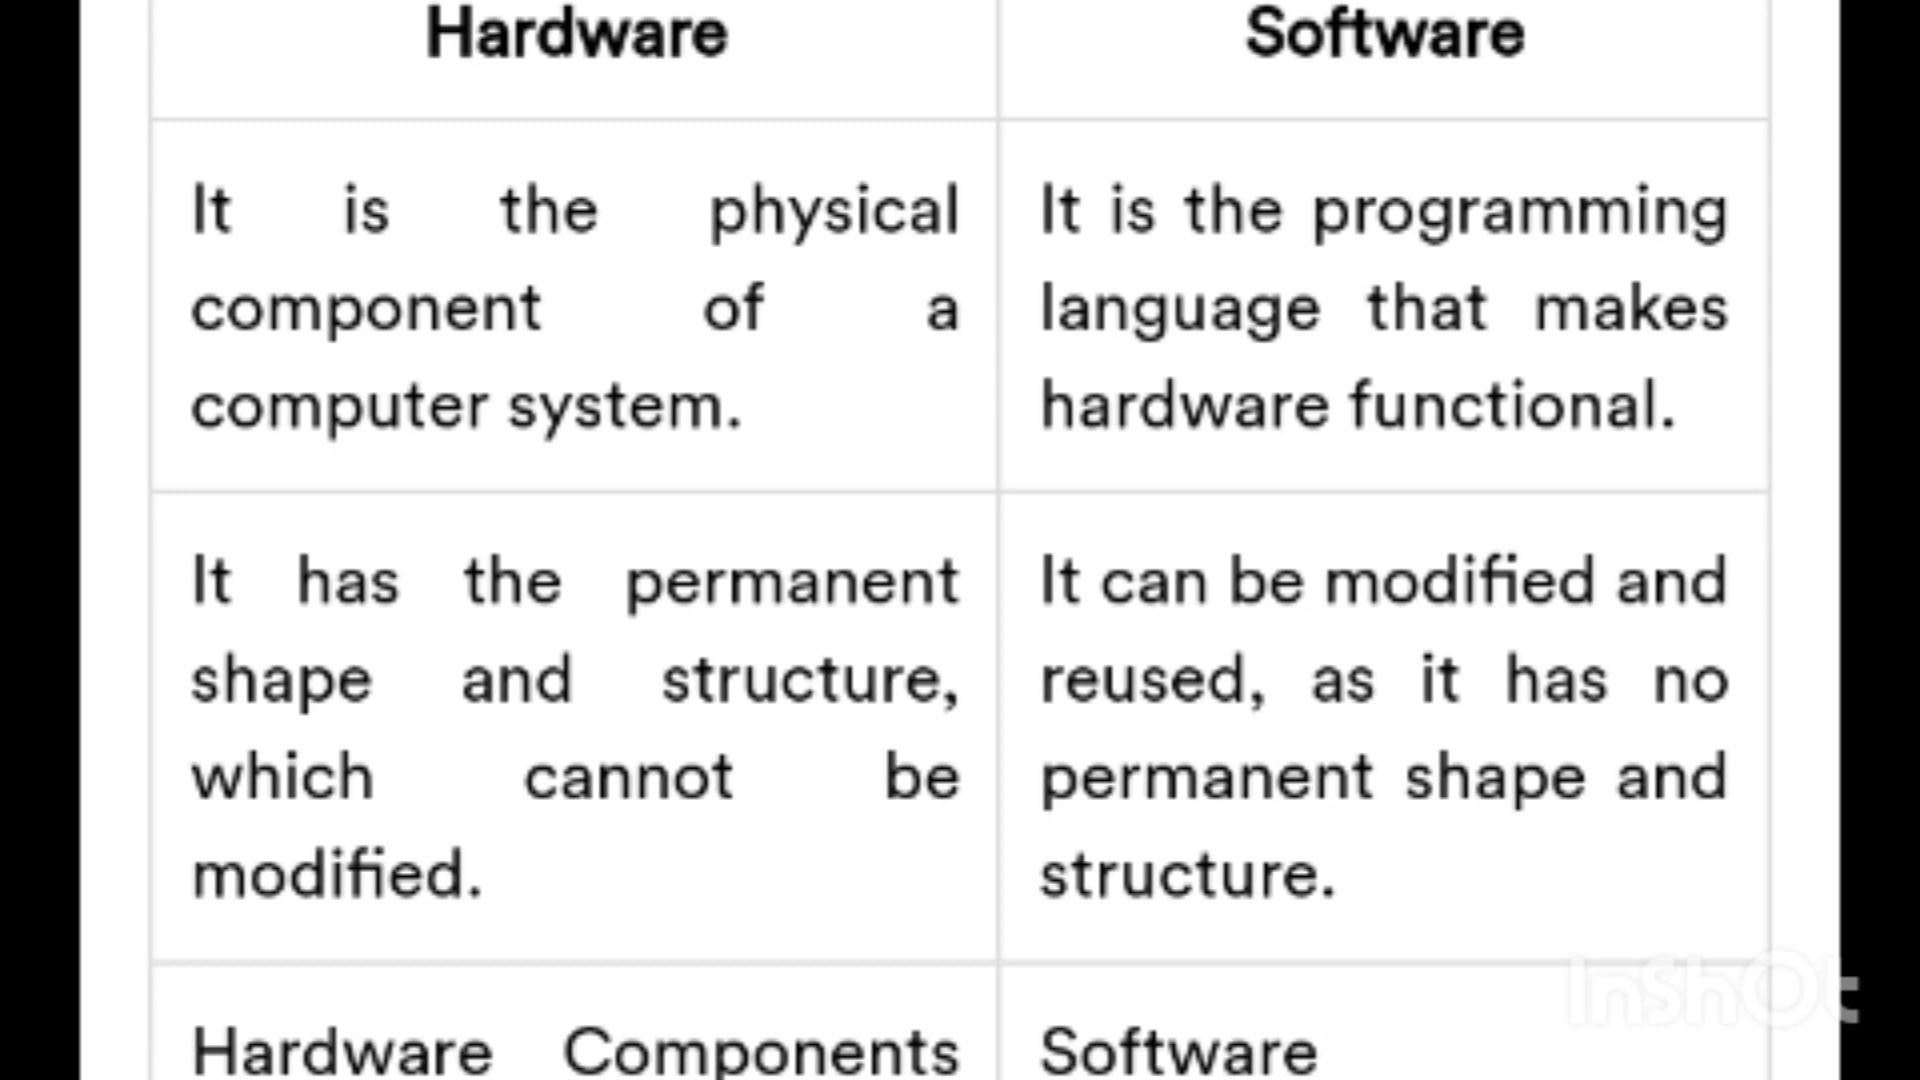 Hardware
Software
It is the physical
component of a
computer system.
It is the programming
language that makes
hardware functional.
It has the permanent
shape and structure,
which cannot be
modified.
It can be modified and
reused, as it has no
permanent shape and
structure.
Hardware Components
Software
InShOt